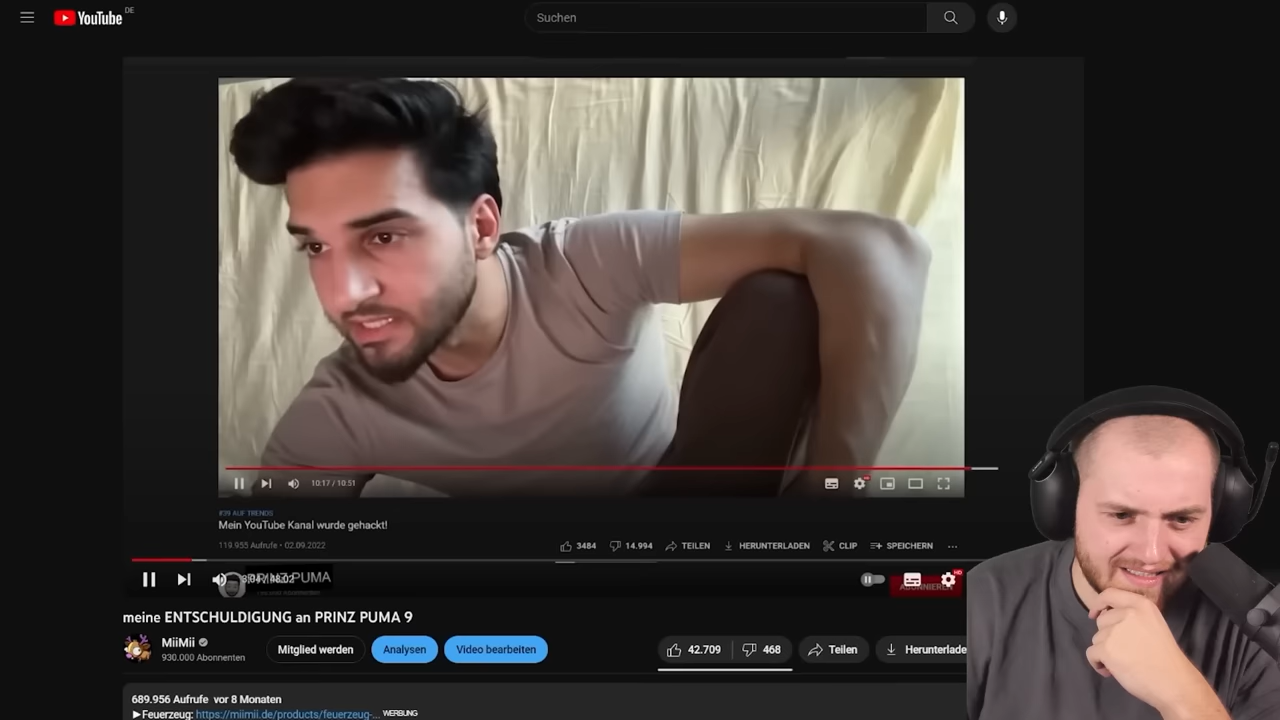 YouTube DE
Suchen
10:17 / 10:51
#39 AUF TRENDS
Mein YouTube Kanal wurde gehackt!
119.955 Aufrufe • 02.09.2022
3484 14.994 TEILEN HERUNTERLADEN CLIP SPEICHERN
HD
PUMA
meine ENTSCHULDIGUNG an PRINZ PUMA 9
MiiMii
930.000 Abonnenten
Mitglied werden Analysen Video bearbeiten 42.709 468 Teilen Herunterlade
689.956 Aufrufe vor 8 Monaten
►Feuerzeug: https://miimii.de/products/feuerzeug-... WERBUNG